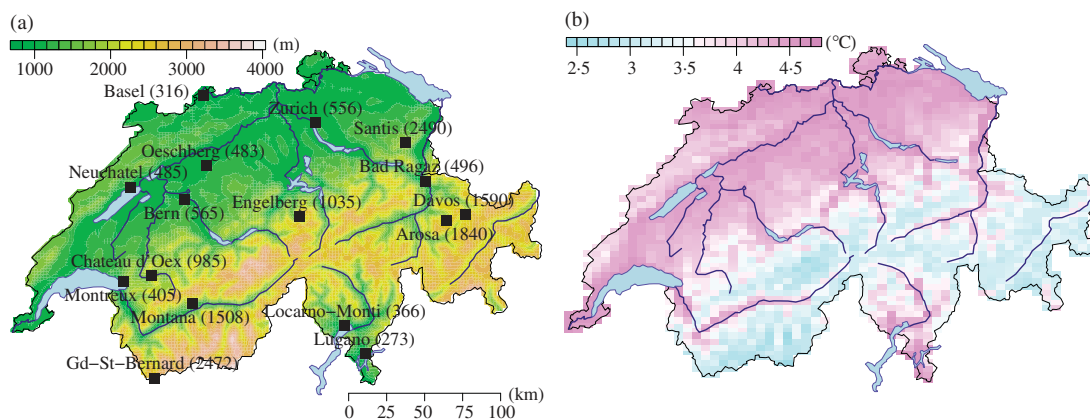 (a)
(m)
1000 2000 3000 4000
Basel (316)
Zurich (556)
Santis (2490)
Oeschberg (483)
Bad Ragaz (496)
Neuchatel (485)
Davos (1590)
Engelberg (1035)
Bern (565)
Arosa (1840)
Chateau d'Oex (985)
Montreux (405)
Locarno−Monti (366)
Montana (1508)
Lugano (273)
Gd−St−Bernard (2472)
(km)
0 25 50 75 100
(b)
(°C)
2·5 3 3·5 4 4·5